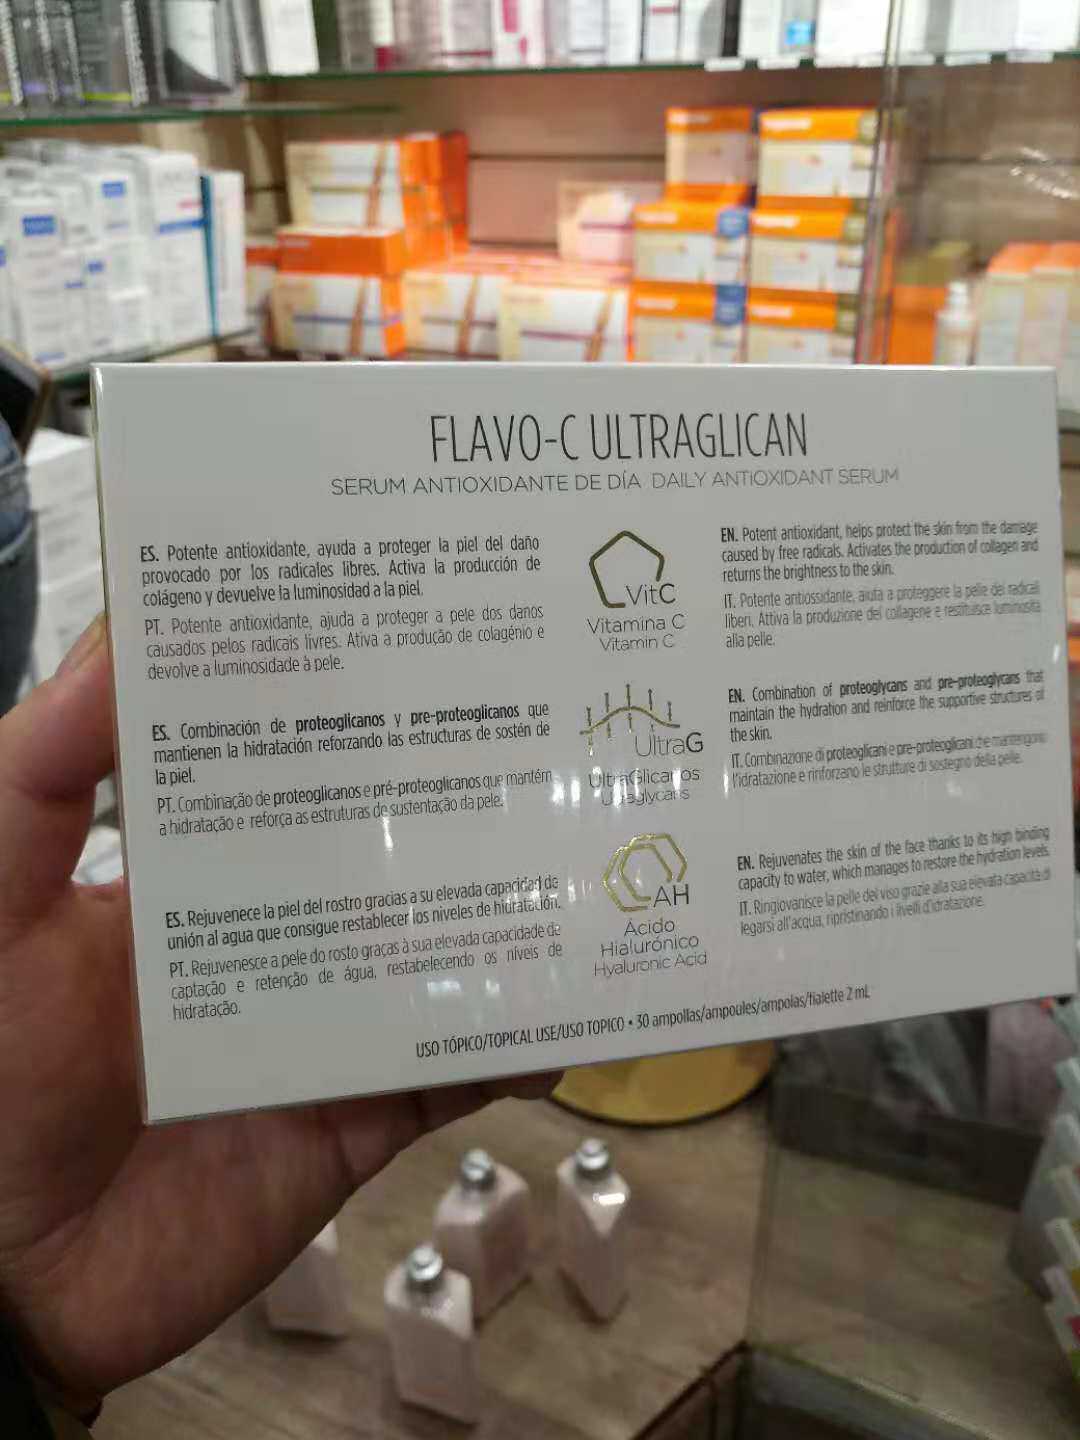 FLAVO-C ULTRAGLICAN
SERUM ANTIOXIDANTE DE DÍA DAILY ANTIOXIDANT SERUM
ES. Potente antioxidante, ayuda a proteger la piel del daño
provocado por los radicales libres. Activa la producción de
colágeno y devuelve la luminosidad a la piel.
PT. Potente antioxidante, ajuda a proteger a pele dos danos
causados pelos radicais livres. Ativa a produção de colagénio e
devolve a luminosidade à pele.
VitC
Vitamina C
Vitamin C
EN. Potent antioxidant, helps protect the skin from the damage
caused by free radicals. Activates the production of collagen and
returns the brightness to the skin.
IT. Potente antiossidante, aiuta a proteggere la pelle dei radicali
liberi. Attiva la produzione del collagene e restituisce luminosità
alla pelle.
ES. Combinación de proteoglicanos y pre-proteoglicanos que
mantienen la hidratación reforzando las estructuras de sostén de
la piel.
PT. Combinação de proteoglicanos e pré-proteoglicanos que mantém
a hidratação e reforça as estruturas de sustentação da pele.
UltraG
UltraGlicanos
EN. Combination of proteoglycans and pre-proteoglycans that
maintain the hydration and reinforce the supportive structures of
the skin.
IT. Combinazione di proteoglicani e pre-proteoglicani che mantengono
l'idratazione e rinforzano le strutture di sostegno della pelle.
ES. Rejuvenece la piel del rostro gracias a su elevada capacidad de
unión al agua que consigue restablecer los niveles de hidratación.
PT. Rejuvenesce a pele do rosto graças à sua elevada capacidade de
captação e retenção de água, restabelecendo os níveis de
hidratação.
AH
Ácido
Hialurónico
Hyaluronic Acid
EN. Rejuvenates the skin of the face thanks to its high binding
capacity to water, which manages to restore the hydration levels.
IT. Ringiovanisce la pelle del viso grazie alla sua elevata capacità di
legarsi all'acqua, ripristinando i livelli d'idratazione.
USO TÓPICO/TOPICAL USE/USO TOPICO • 30 ampollas/ampoules/ampolas/fialette 2 mL